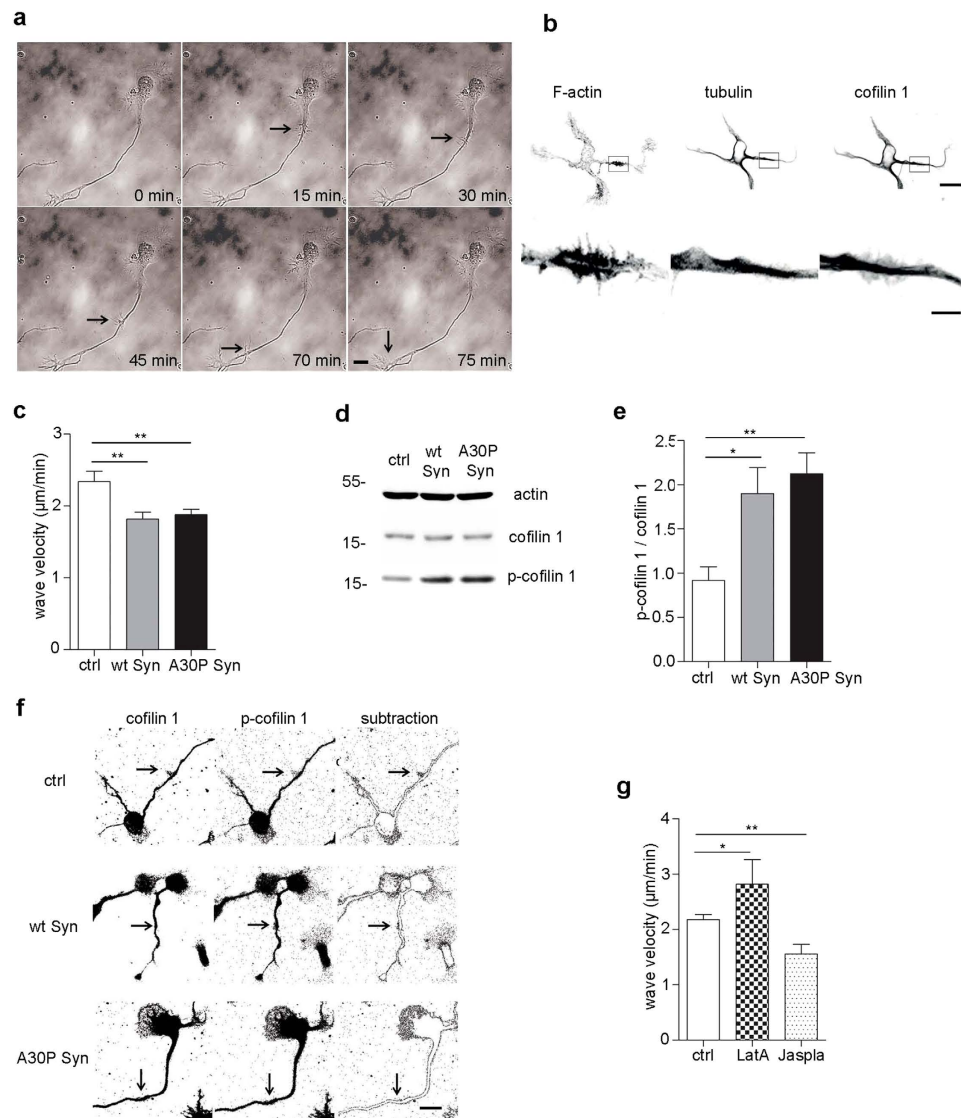 a
0 min
15 min
30 min
45 min
70 min
75 min
b
F-actin
tubulin
cofilin 1
c
wave velocity (µm/min)
3
2
1
0
**
**
ctrl
wt Syn
A30P Syn
d
ctrl
wt
Syn
A30P
Syn
55-
actin
15-
cofilin 1
15-
p-cofilin 1
e
p-cofilin 1 / cofilin 1
2.5
2.0
1.5
1.0
0.5
0.0
**
*
ctrl
wt Syn
A30P Syn
f
cofilin 1
p-cofilin 1
subtraction
ctrl
wt Syn
A30P Syn
g
wave velocity (µm/min)
4
3
2
1
0
**
*
ctrl
LatA
Jaspla